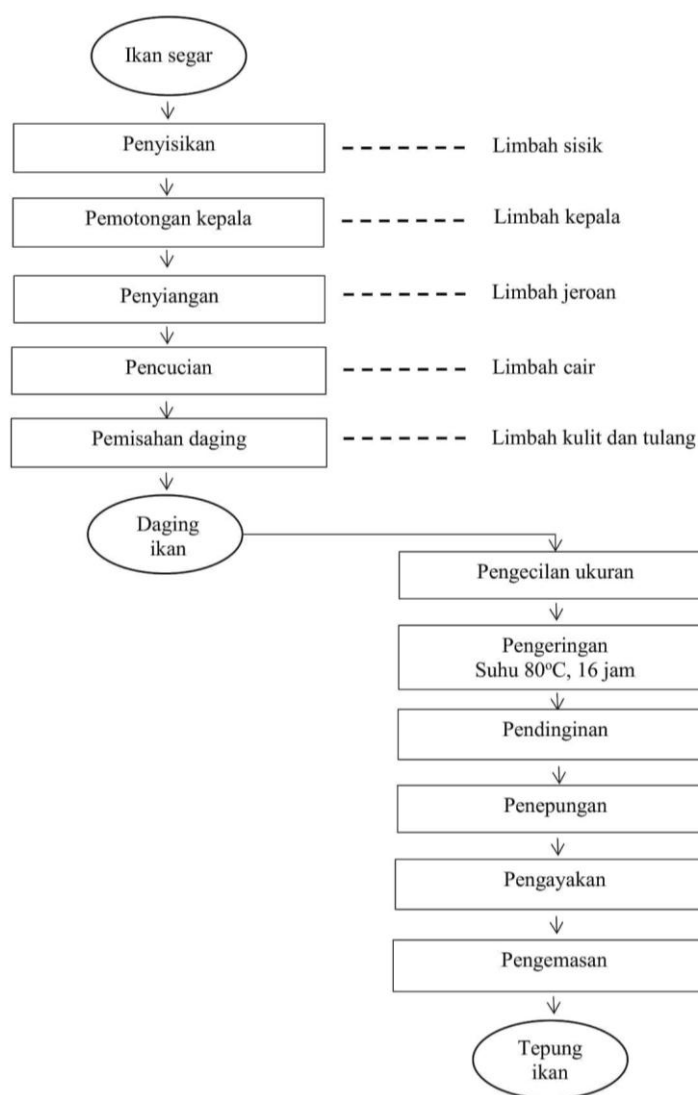 Ikan segar
Penyisikan
Limbah sisik
Pemotongan kepala
Limbah kepala
Penyiangan
Limbah jeroan
Pencucian
Limbah cair
Pemisahan daging
Limbah kulit dan tulang
Daging
ikan
Pengecilan ukuran
Pengeringan
Suhu 80ºC, 16 jam
Pendinginan
Penepungan
Pengayakan
Pengemasan
Tepung
ikan